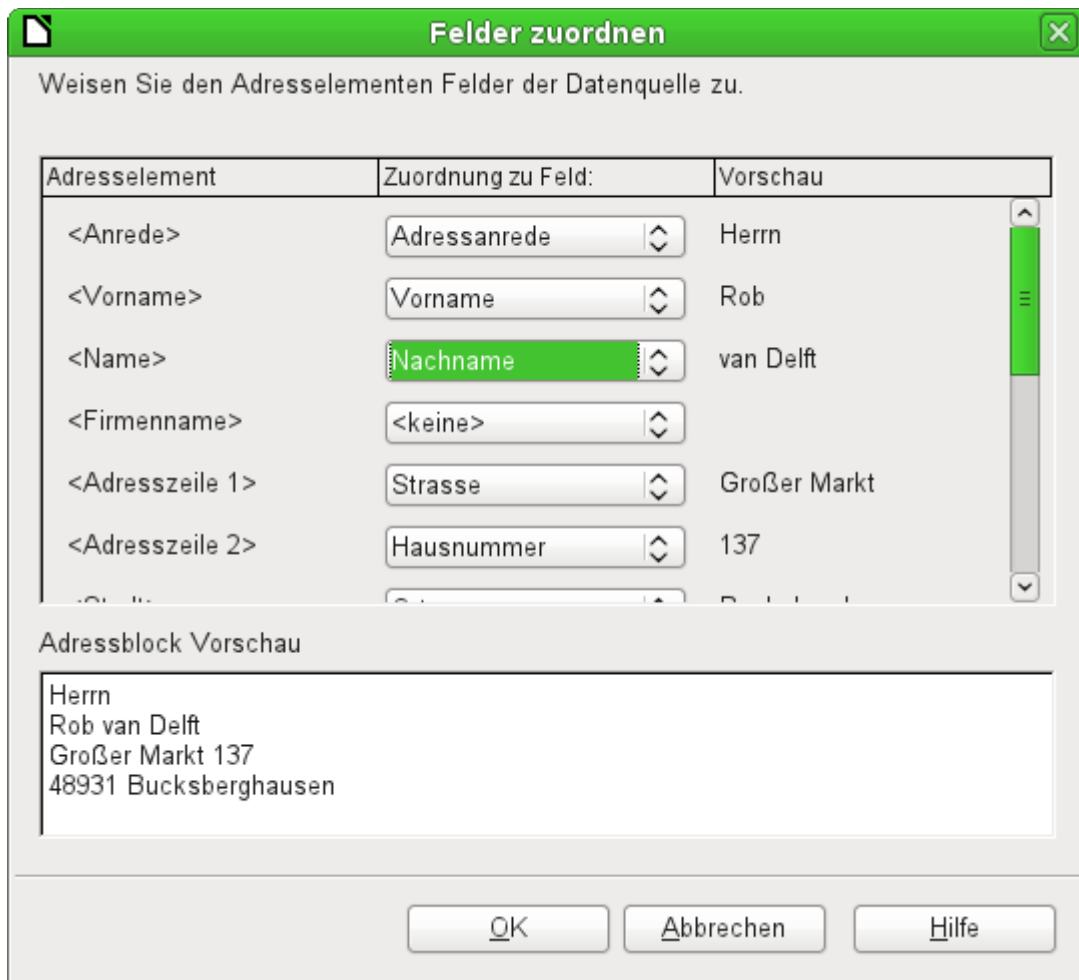 Felder zuordnen
Weisen Sie den Adresselementen Felder der Datenquelle zu.
Adresselement Zuordnung zu Feld: Vorschau
<Anrede> Adressanrede Herrn
<Vorname> Vorname Rob
<Name> Nachname van Delft
<Firmenname> <keine>
<Adresszeile 1> Strasse Großer Markt
<Adresszeile 2> Hausnummer 137
Adressblock Vorschau
Herrn
Rob van Delft
Großer Markt 137
48931 Bucksberghausen
OK Abbrechen Hilfe